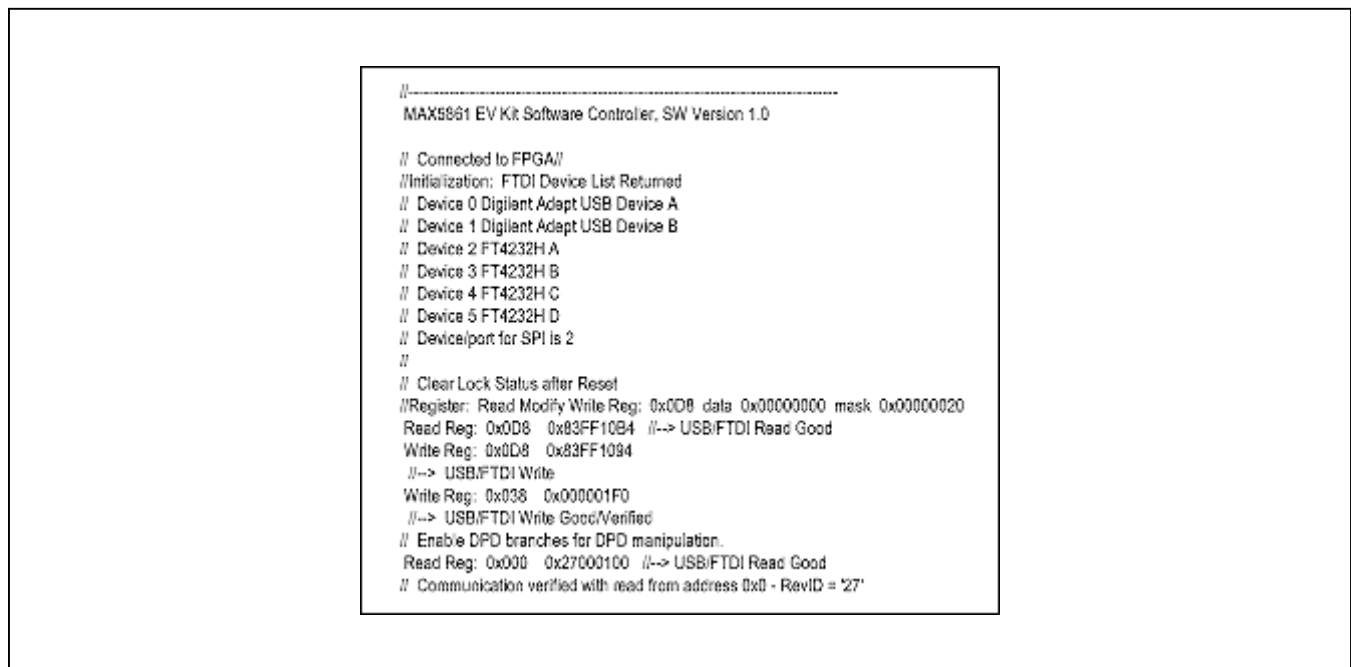 //------------------------------------------------------------------------------------
MAX5861 EV Kit Software Controller, SW Version 1.0
// Connected to FPGA//
//Initialization: FTDI Device List Returned
// Device 0 Digilent Adept USB Device A
// Device 1 Digilent Adept USB Device B
// Device 2 FT4232H A
// Device 3 FT4232H B
// Device 4 FT4232H C
// Device 5 FT4232H D
// Device/port for SPI is 2
//
// Clear Lock Status after Reset
//Register: Read Modify Write Reg: 0x0D8 data 0x00000000 mask 0x00000020
Read Reg: 0x0D8 0x83FF10B4 //--> USB/FTDI Read Good
Write Reg: 0x0D8 0x83FF1094
//--> USB/FTDI Write
Write Reg: 0x038 0x000001F0
//--> USB/FTDI Write Good/Verified
// Enable DPD branches for DPD manipulation.
Read Reg: 0x000 0x27000100 //--> USB/FTDI Read Good
// Communication verified with read from address 0x0 - RevID = '27'